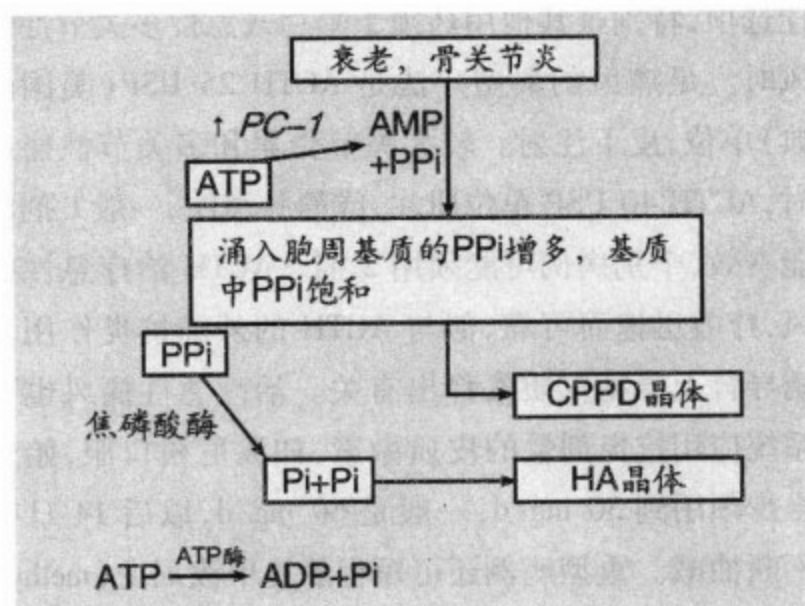 衰老，骨关节炎
↑ PC-1
AMP
+PPi
ATP
涌入胞周基质的PPi增多，基质
中PPi饱和
PPi
CPPD晶体
焦磷酸酶
Pi+Pi
HA晶体
ATP酶
ATP → ADP+Pi